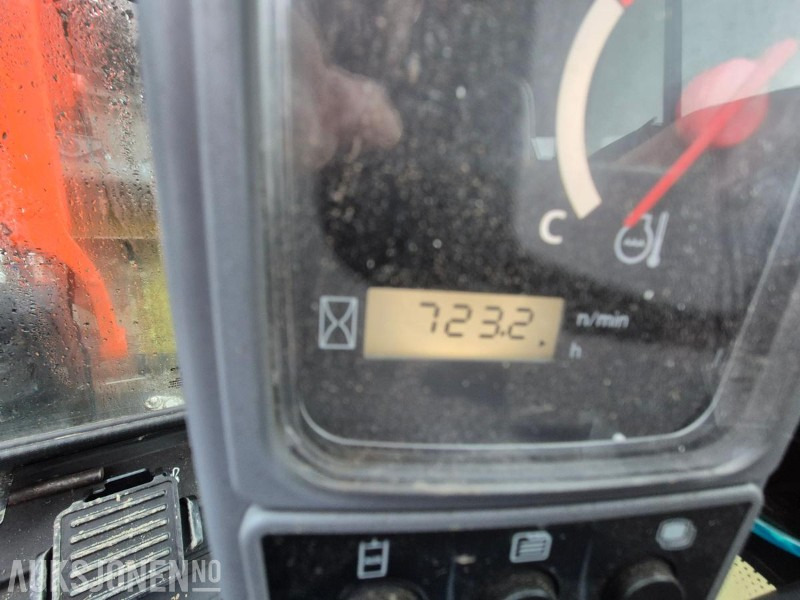 C
723.2. n/min
h
AUKSJONEN.NO